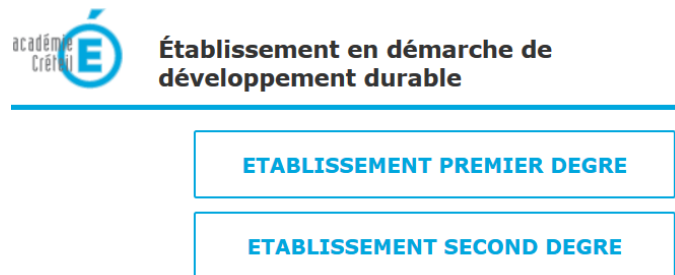 académie
Créteil
É
Établissement en démarche de
développement durable
ETABLISSEMENT PREMIER DEGRE
ETABLISSEMENT SECOND DEGRE